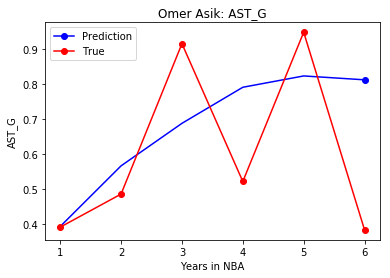 Omer Asik: AST_G
Prediction
True
0.9
0.8
0.7
0.6
0.5
0.4
AST_G
1 2 3 4 5 6
Years in NBA